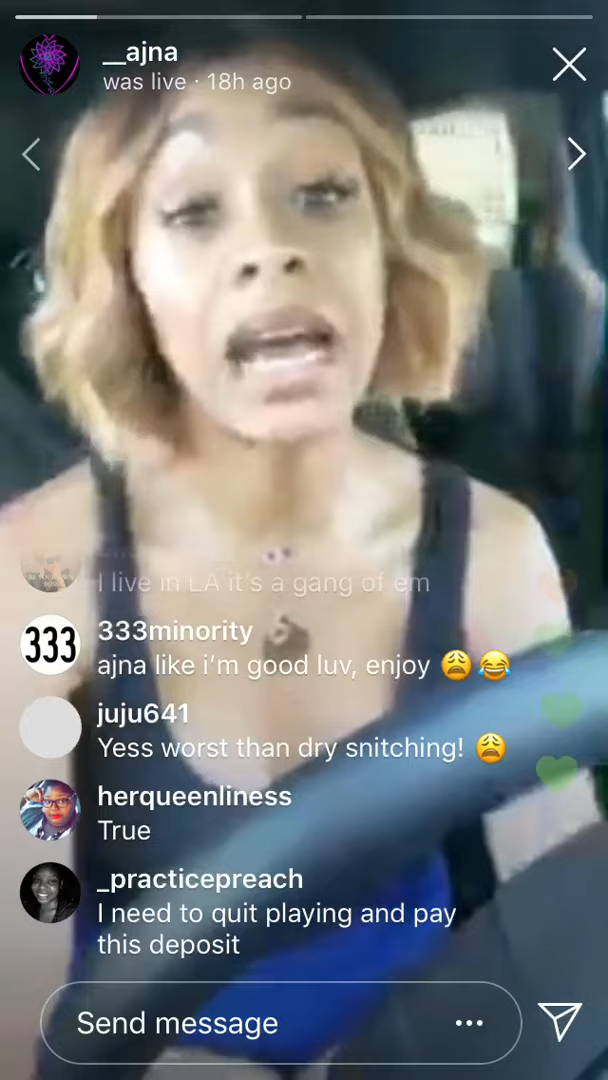 __ajna
was live · 18h ago
I live in LA it's a gang of em
333
333minority
ajna like i'm good luv, enjoy 😩😂
juju641
Yess worst than dry snitching! 😩
herqueenliness
True
_practicepreach
I need to quit playing and pay
this deposit
Send message